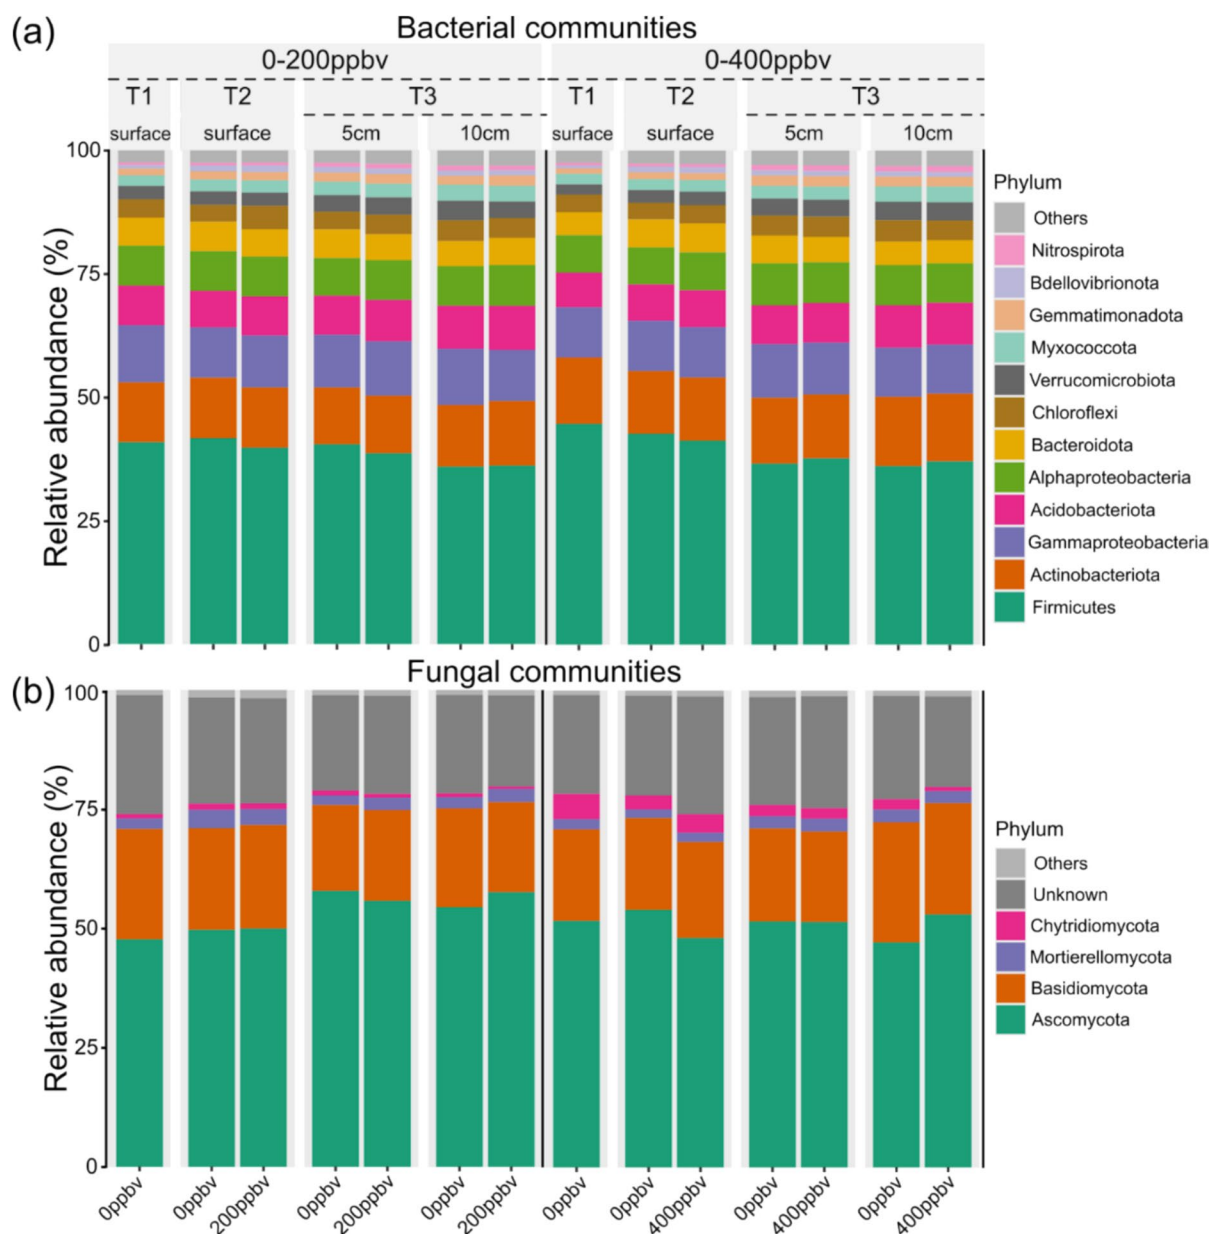 (a)
Bacterial communities
0-200ppbv 0-400ppbv
T1 T2 T3 T1 T2 T3
surface surface 5cm 10cm surface surface 5cm 10cm
Relative abundance (%)
100
75
50
25
0
Phylum
Others
Nitrospirota
Bdellovibrionota
Gemmatimonadota
Myxococcota
Verrucomicrobiota
Chloroflexi
Bacteroidota
Alphaproteobacteria
Acidobacteriota
Gammaproteobacteria
Actinobacteriota
Firmicutes
(b)
Fungal communities
Relative abundance (%)
100
75
50
25
0
Phylum
Others
Unknown
Chytridiomycota
Mortierellomycota
Basidiomycota
Ascomycota
0ppbv 0ppbv 200ppbv 0ppbv 200ppbv 0ppbv 200ppbv 0ppbv 0ppbv 400ppbv 0ppbv 400ppbv 0ppbv 400ppbv